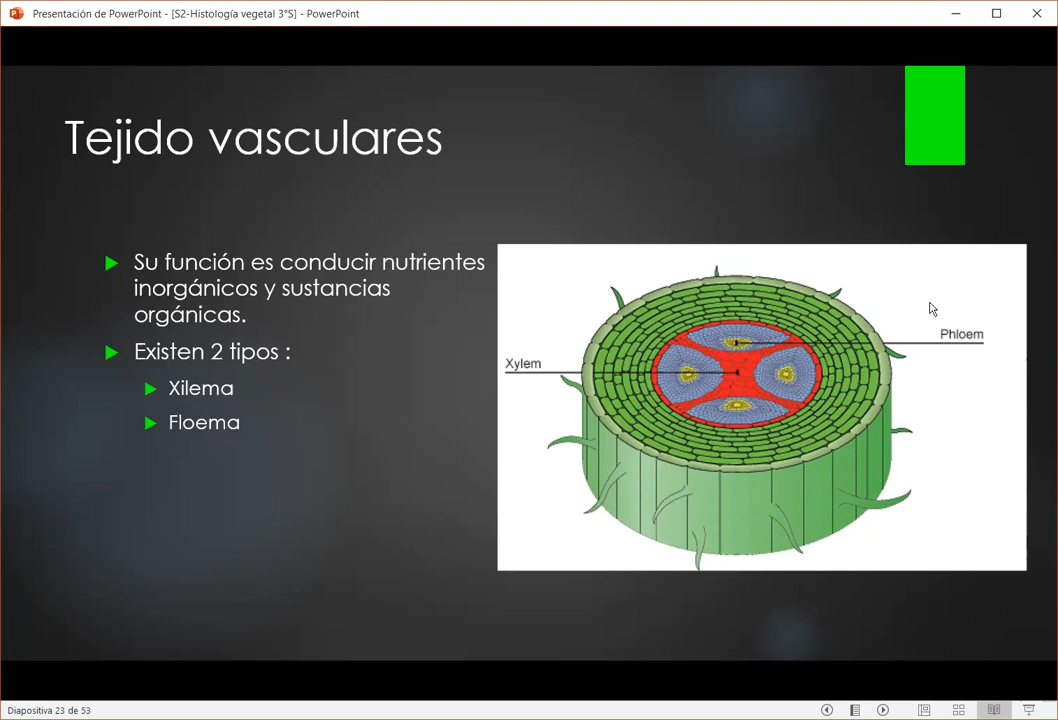 Presentación de PowerPoint - [S2-Histología vegetal 3°S] - PowerPoint
Tejido vasculares
Su función es conducir nutrientes
inorgánicos y sustancias
orgánicas.
Existen 2 tipos :
Xilema
Floema
Phloem
Xylem
Diapositiva 23 de 53